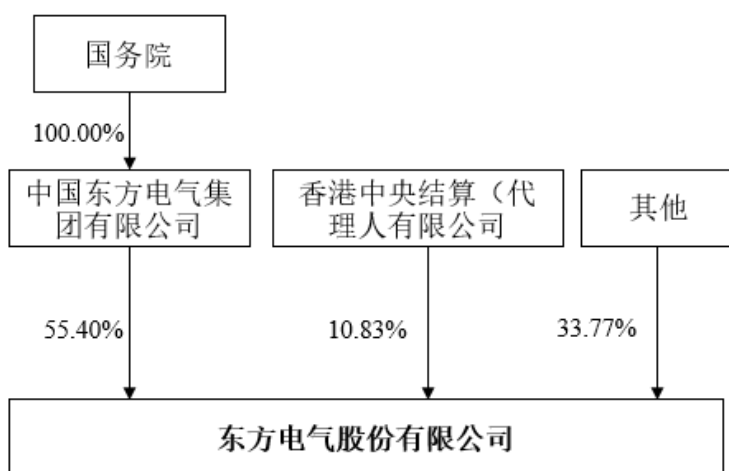 国务院
100.00%
中国东方电气集
团有限公司
香港中央结算（代
理人有限公司
其他
55.40%
10.83%
33.77%
东方电气股份有限公司